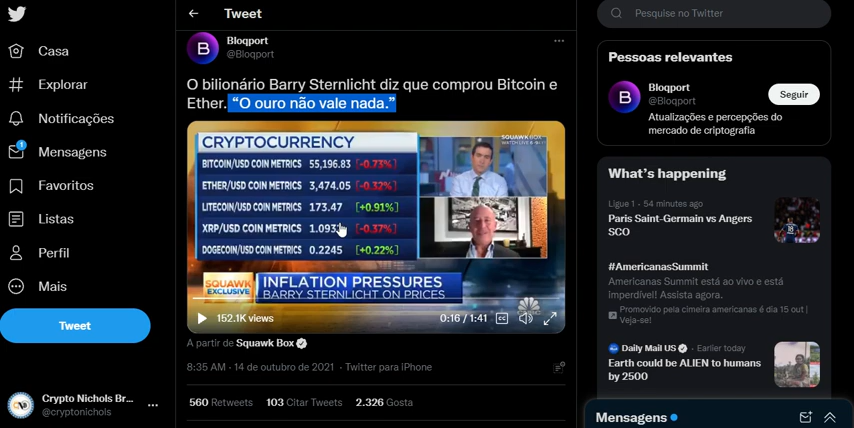 Tweet
Pesquise no Twitter
Casa
Explorar
Notificações
1
Mensagens
Favoritos
Listas
Perfil
Mais
Tweet
Crypto Nichols Br...
@cryptonichols
Bloqport
@Bloqport
O bilionário Barry Sternlicht diz que comprou Bitcoin e
Ether. “O ouro não vale nada.”
CRYPTOCURRENCY
BITCOIN/USD COIN METRICS 55,196.83 [-0.73%]
ETHER/USD COIN METRICS 3,474.05 [-0.32%]
LITECOIN/USD COIN METRICS 173.47 [+0.91%]
XRP/USD COIN METRICS 1.093 [-0.37%]
DOGECOIN/USD COIN METRICS 0.2245 [+0.22%]
SQUAWK BOX
SQUAWK
EXCLUSIVE
INFLATION PRESSURES
BARRY STERNLICHT ON PRICES
CNBC
152.1K views
0:16 / 1:41
CC
A partir de Squawk Box
8:35 AM · 14 de outubro de 2021 · Twitter para iPhone
560 Retweets 103 Citar Tweets 2.326 Gosta
Pessoas relevantes
Bloqport
@Bloqport
Seguir
Atualizações e percepções do
mercado de criptografia
What’s happening
Ligue 1 · 54 minutes ago
Paris Saint-Germain vs Angers
SCO
#AmericanasSummit
Americanas Summit está ao vivo e está
imperdível! Assista agora.
Promovido pela cimeira americanas é dia 15 out |
Veja-se!
Daily Mail US · Earlier today
Earth could be ALIEN to humans
by 2500
Mensagens